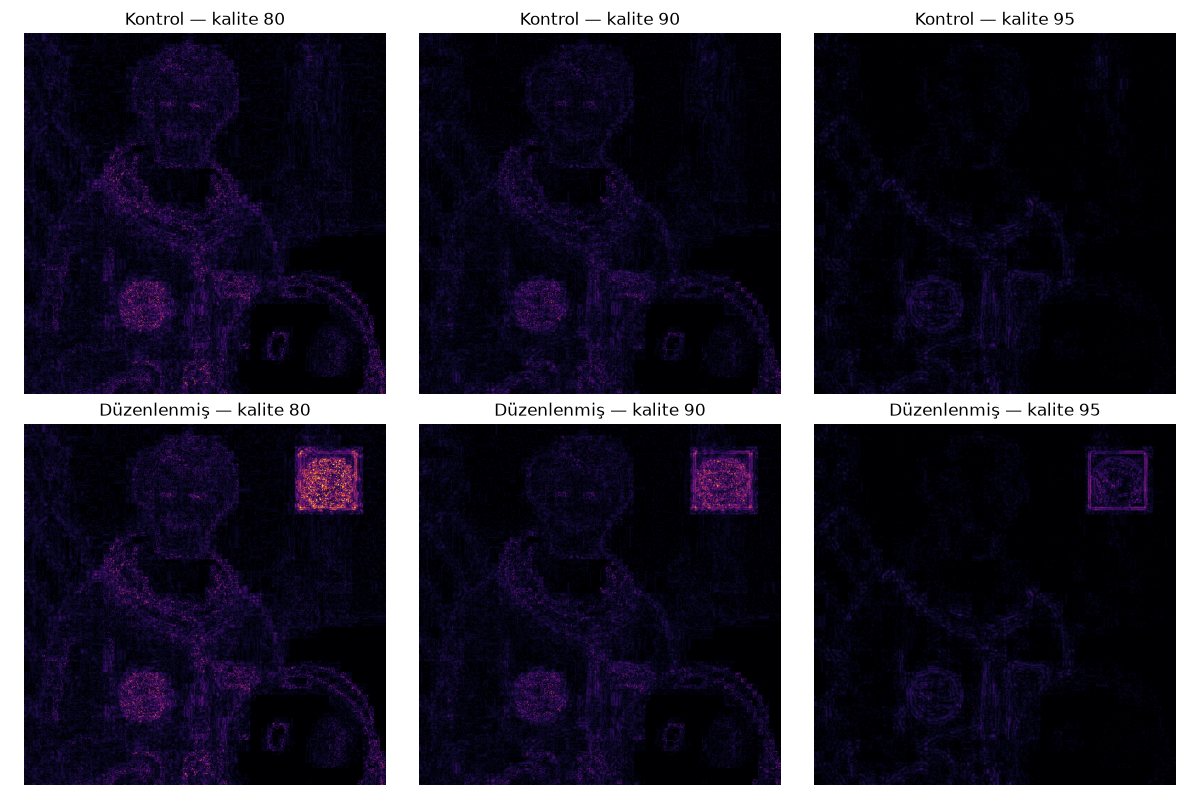 Kontrol — kalite 80
Kontrol — kalite 90
Kontrol — kalite 95
Düzenlenmiş — kalite 80
Düzenlenmiş — kalite 90
Düzenlenmiş — kalite 95